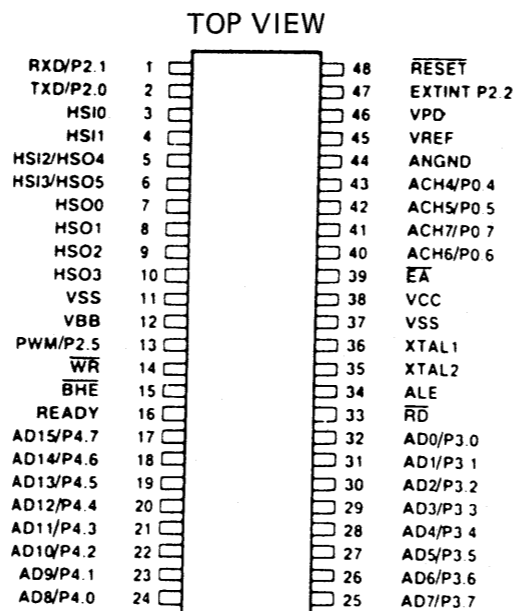 TOP VIEW
RXD/P2.1 1 48 RESET
TXD/P2.0 2 47 EXTINT P2.2
HSI0 3 46 VPD
HSI1 4 45 VREF
HSI2/HSO4 5 44 ANGND
HSI3/HSO5 6 43 ACH4/P0.4
HSO0 7 42 ACH5/P0.5
HSO1 8 41 ACH7/P0.7
HSO2 9 40 ACH6/P0.6
HSO3 10 39 EA
VSS 11 38 VCC
VBB 12 37 VSS
PWM/P2.5 13 36 XTAL1
WR 14 35 XTAL2
BHE 15 34 ALE
READY 16 33 RD
AD15/P4.7 17 32 AD0/P3.0
AD14/P4.6 18 31 AD1/P3 1
AD13/P4.5 19 30 AD2/P3.2
AD12/P4.4 20 29 AD3/P3 3
AD11/P4.3 21 28 AD4/P3 4
AD10/P4.2 22 27 AD5/P3.5
AD9/P4.1 23 26 AD6/P3.6
AD8/P4.0 24 25 AD7/P3.7